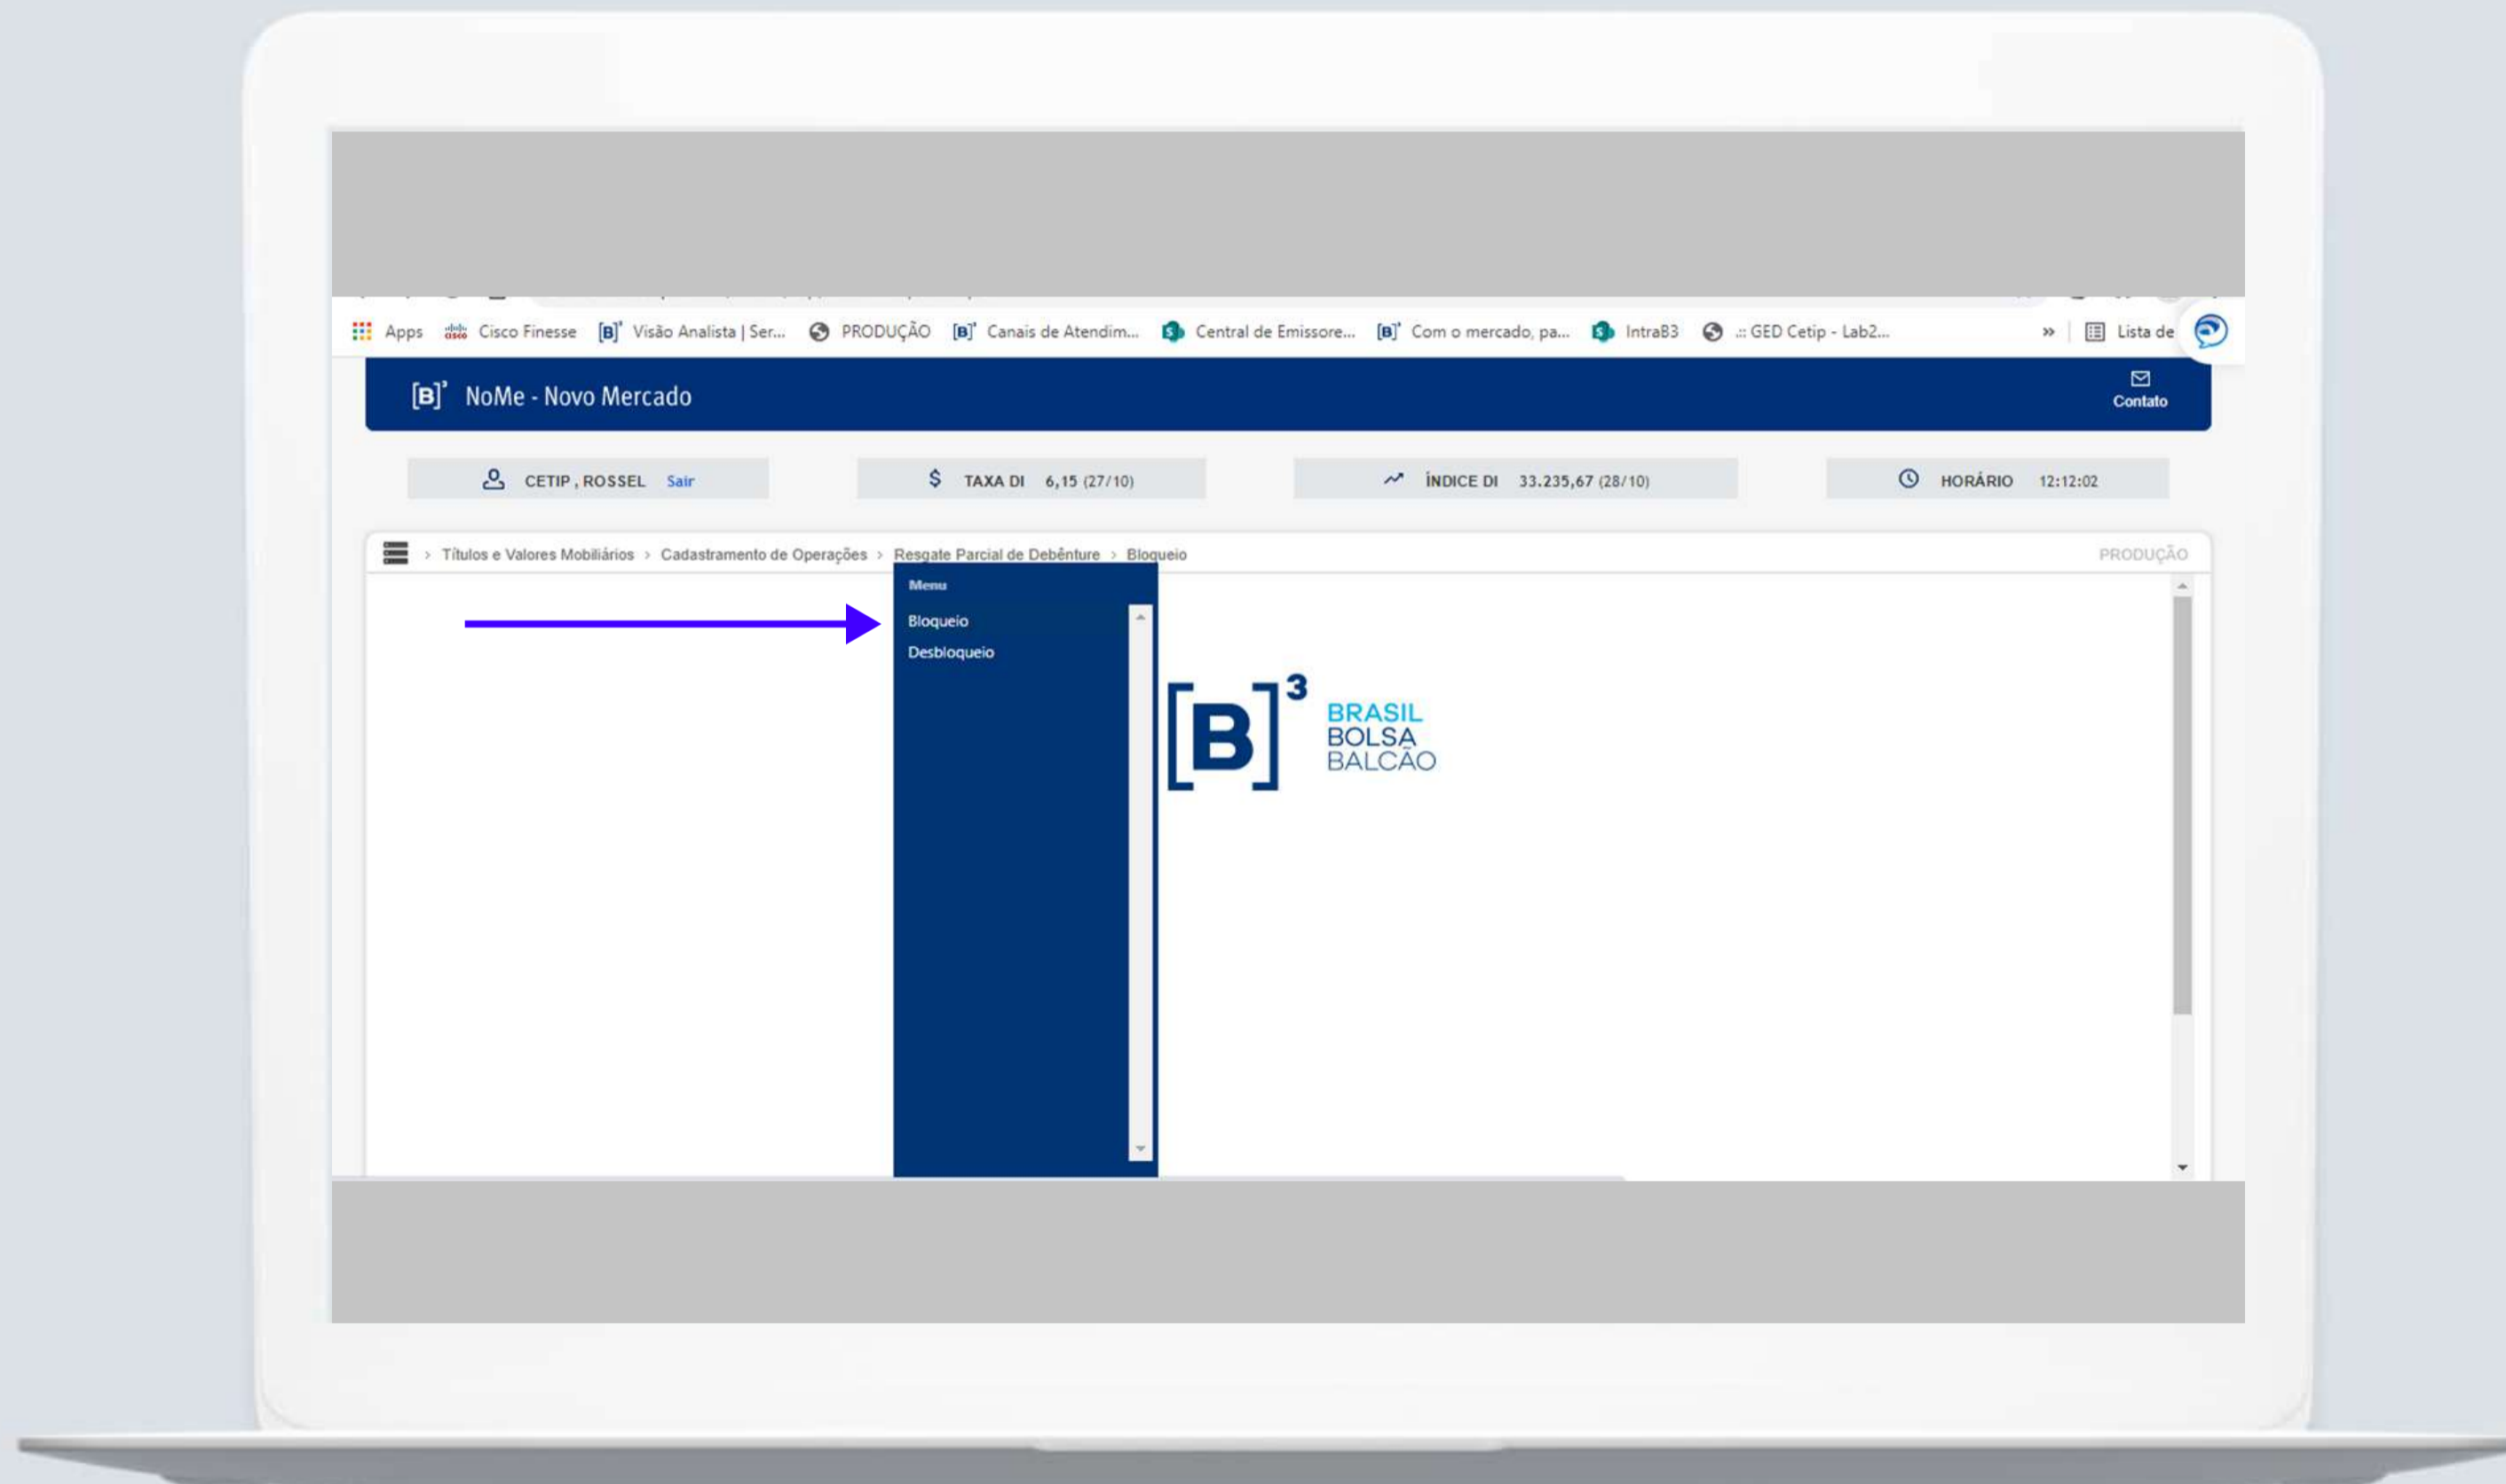 Apps Cisco Finesse [B]³ Visão Analista | Ser... PRODUÇÃO [B]³ Canais de Atendim... Central de Emissore... [B]³ Com o mercado, pa... IntraB3 .:: GED Cetip - Lab2... » Lista de
[B]³ NoMe - Novo Mercado
Contato
CETIP , ROSSEL Sair $ TAXA DI 6,15 (27/10) ÍNDICE DI 33.235,67 (28/10) HORÁRIO 12:12:02
> Títulos e Valores Mobiliários > Cadastramento de Operações > Resgate Parcial de Debênture > Bloqueio PRODUÇÃO
Menu
Bloqueio
Desbloqueio
[B]³
BRASIL
BOLSA
BALCÃO